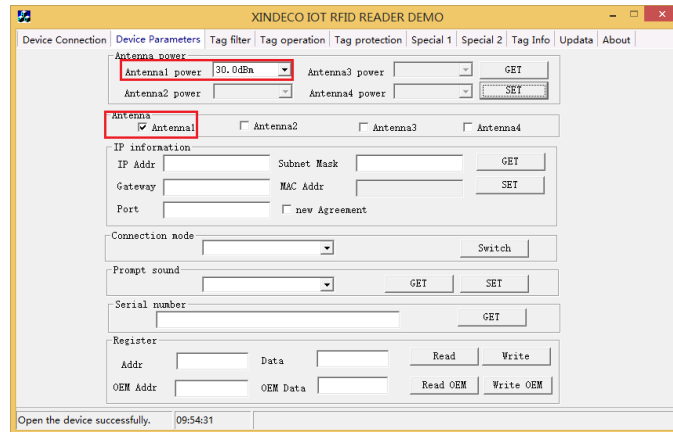 XINDECO IOT RFID READER DEMO
Device Connection Device Parameters Tag filter Tag operation Tag protection Special 1 Special 2 Tag Info Updata About
Antenna power
Antenna1 power 30.0dBm Antenna3 power GET
Antenna2 power Antenna4 power SET
Antenna
Antenna1 Antenna2 Antenna3 Antenna4
IP information
IP Addr Subnet Mask GET
Gateway MAC Addr SET
Port new Agreement
Connection mode
Switch
Prompt sound
GET SET
Serial number
GET
Register
Addr Data Read Write
OEM Addr OEM Data Read OEM Write OEM
Open the device successfully. 09:54:31